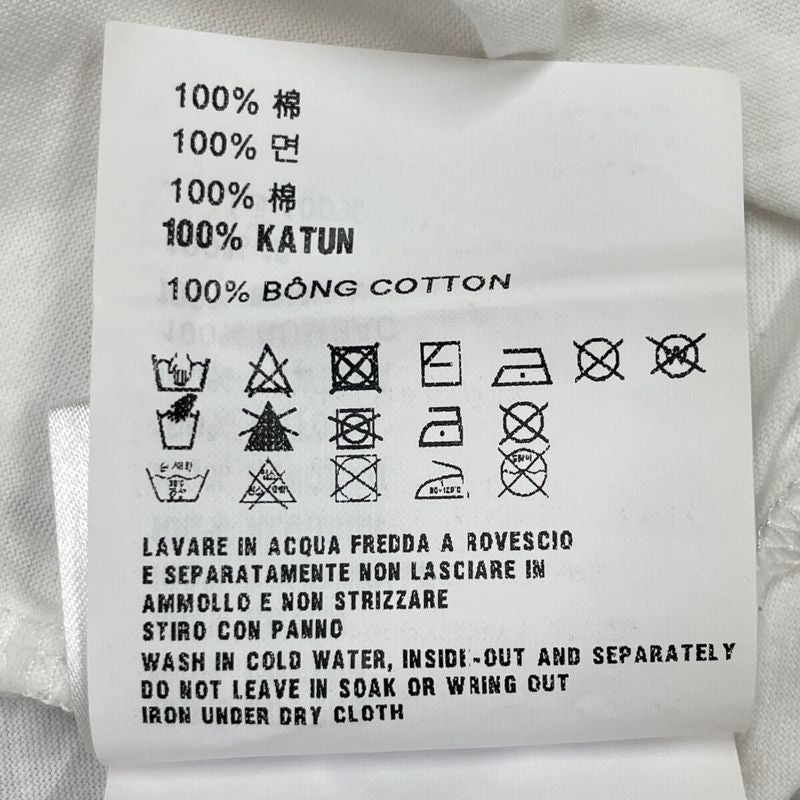 100% 棉
100% 면
100% 棉
100% KATUN
100% BÔNG COTTON
LAVARE IN ACQUA FREDDA A ROVESCIO
E SEPARATAMENTE NON LASCIARE IN
AMMOLLO E NON STRIZZARE
STIRO CON PANNO
WASH IN COLD WATER, INSIDE-OUT AND SEPARATELY
DO NOT LEAVE IN SOAK OR WRING OUT
IRON UNDER DRY CLOTH